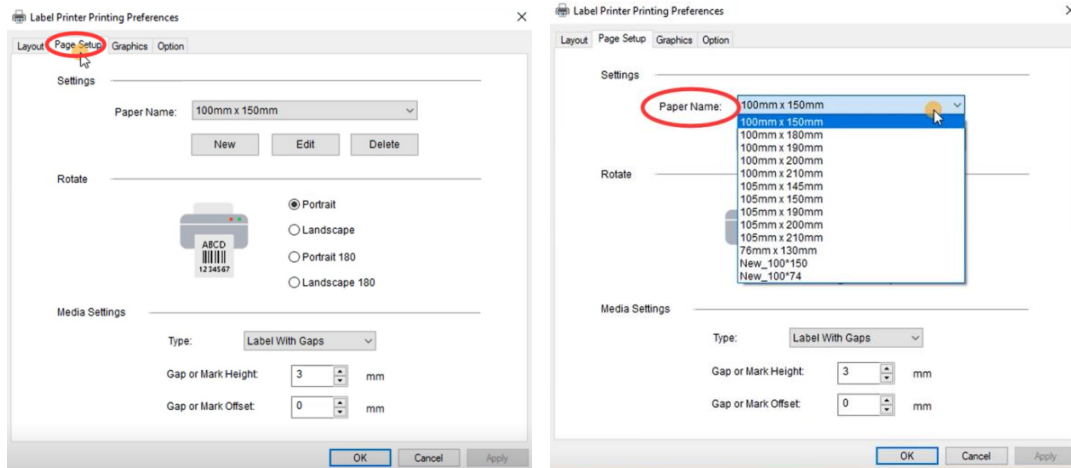 Label Printer Printing Preferences
Layout Page Setup Graphics Option
Settings
Paper Name: 100mm x 150mm
New Edit Delete
Rotate
ABCD
1234567
Portrait
Landscape
Portrait 180
Landscape 180
Media Settings
Type: Label With Gaps
Gap or Mark Height: 3 mm
Gap or Mark Offset: 0 mm
OK Cancel Apply
Label Printer Printing Preferences
Layout Page Setup Graphics Option
Settings
Paper Name: 100mm x 150mm
100mm x 150mm
100mm x 180mm
100mm x 190mm
100mm x 200mm
100mm x 210mm
105mm x 145mm
105mm x 150mm
105mm x 190mm
105mm x 200mm
105mm x 210mm
76mm x 130mm
New_100*150
New_100*74
Rotate
Media Settings
Type: Label With Gaps
Gap or Mark Height: 3 mm
Gap or Mark Offset: 0 mm
OK Cancel Apply